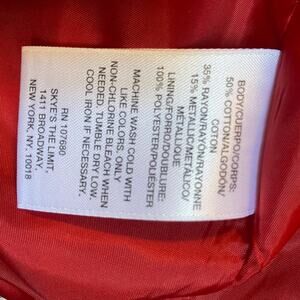 BODY/CUERPO/CORPS:
50% COTTON/ALGODON/
COTON
35% RAYON/RAYON/RAYONNE
15% METALLIC/METÁLICO/
METALLIQUE
LINING/FORRO/DOUBLURE:
100% POLYESTER/POLIÉSTER
MACHINE WASH COLD WITH
LIKE COLORS. ONLY
NON-CHLORINE BLEACH WHEN
NEEDED. TUMBLE DRY LOW.
COOL IRON IF NECESSARY.
RN 107680
SKYE'S THE LIMIT,
1411 BROADWAY,
NEW YORK, NY. 10018